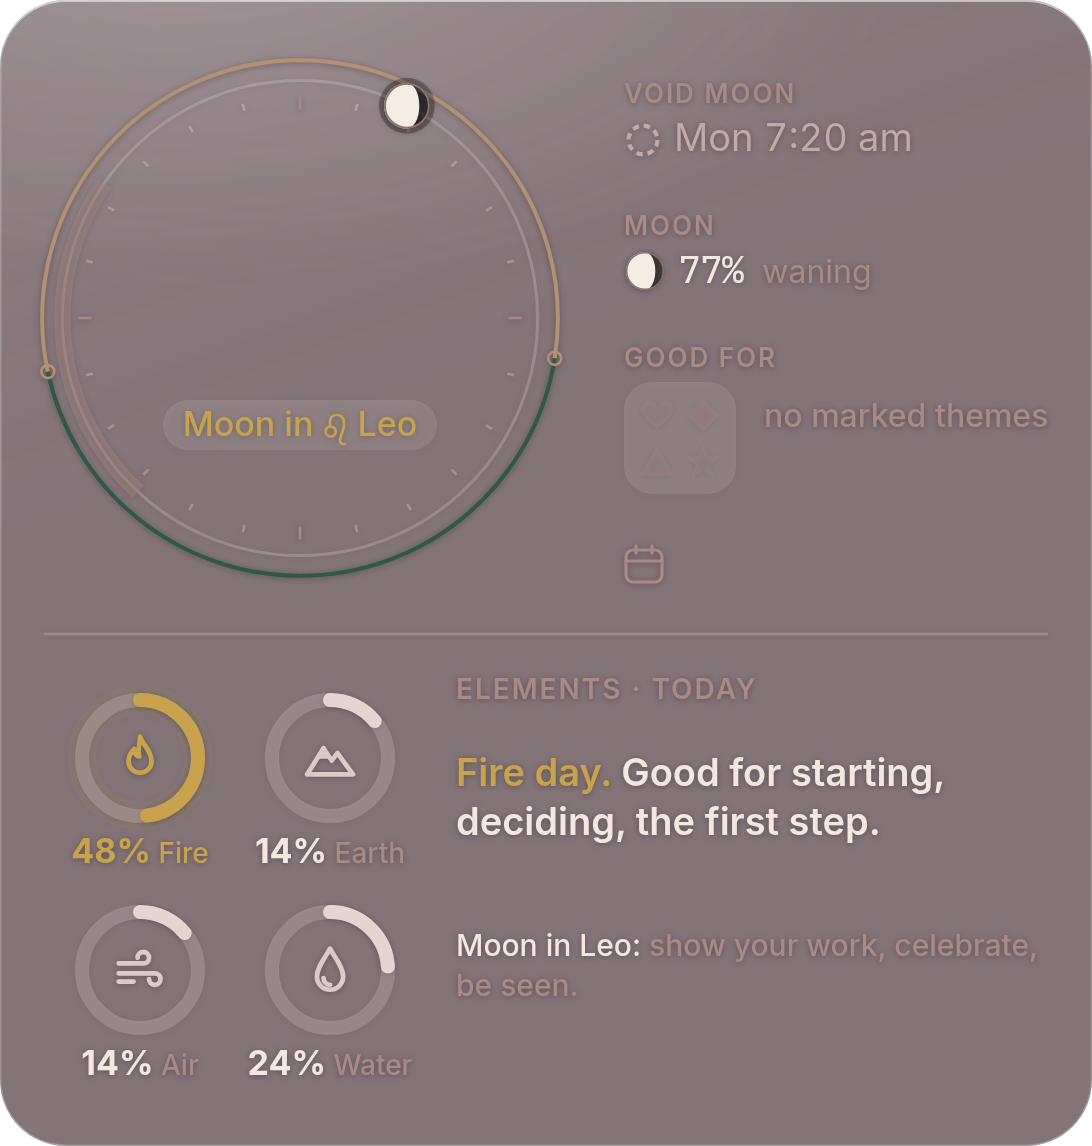 VOID MOON
Mon 7:20 am
MOON
77% waning
GOOD FOR
no marked themes
Moon in ♌ Leo
ELEMENTS · TODAY
Fire day. Good for starting,
deciding, the first step.
48% Fire
14% Earth
Moon in Leo: show your work, celebrate,
be seen.
14% Air
24% Water